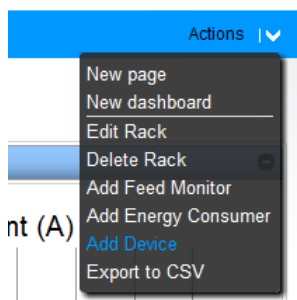 Actions
New page
New dashboard
Edit Rack
Delete Rack
Add Feed Monitor
nt (A)
Add Energy Consumer
Add Device
Export to CSV